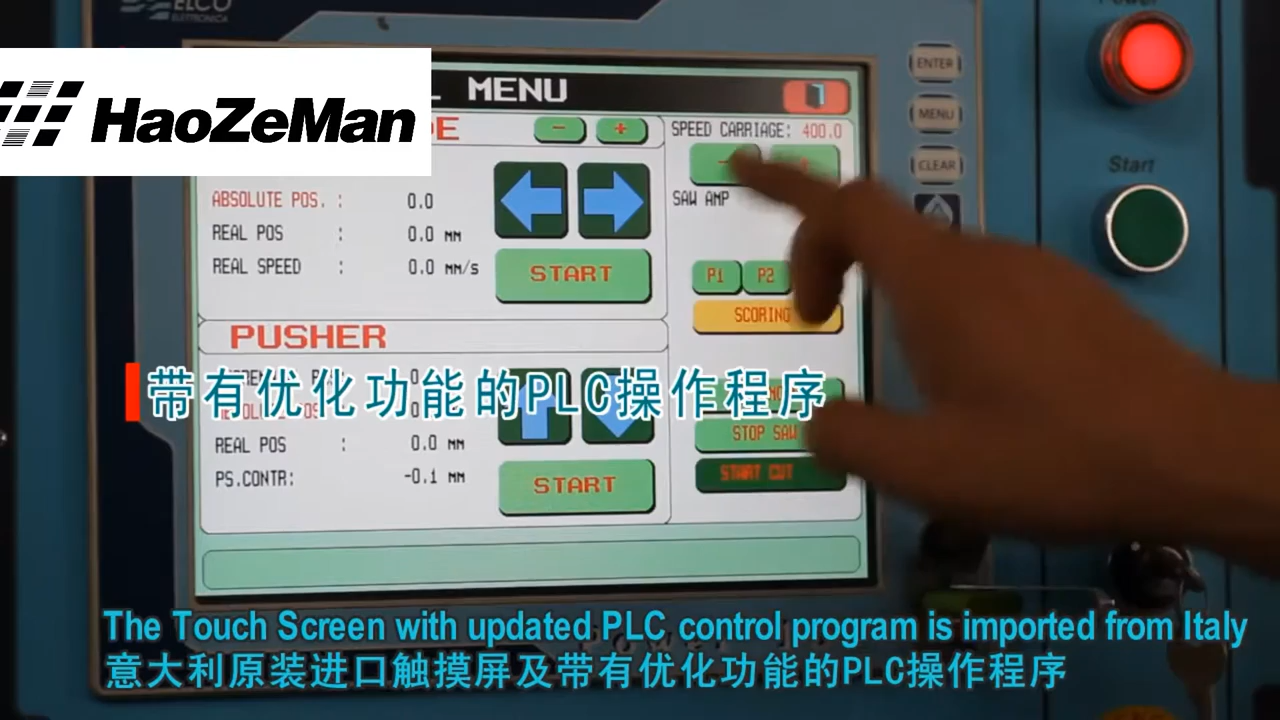 ELCO
ELETTRONICA
Power
HaoZeMan
MENU
ENTER
MENU
CLEAR
Start
SPEED CARRIAGE: 400.0
- +
SAW AMP
ABSOLUTE POS. : 0.0
REAL POS : 0.0 MM
REAL SPEED : 0.0 MM/S
START
P1 P2
SCORING
PUSHER
带有优化功能的PLC操作程序
REAL POS : 0.0 MM
PS.CONTR: -0.1 MM
START
STOP SAW
START CUT
The Touch Screen with updated PLC control program is imported from Italy
意大利原装进口触摸屏及带有优化功能的PLC操作程序